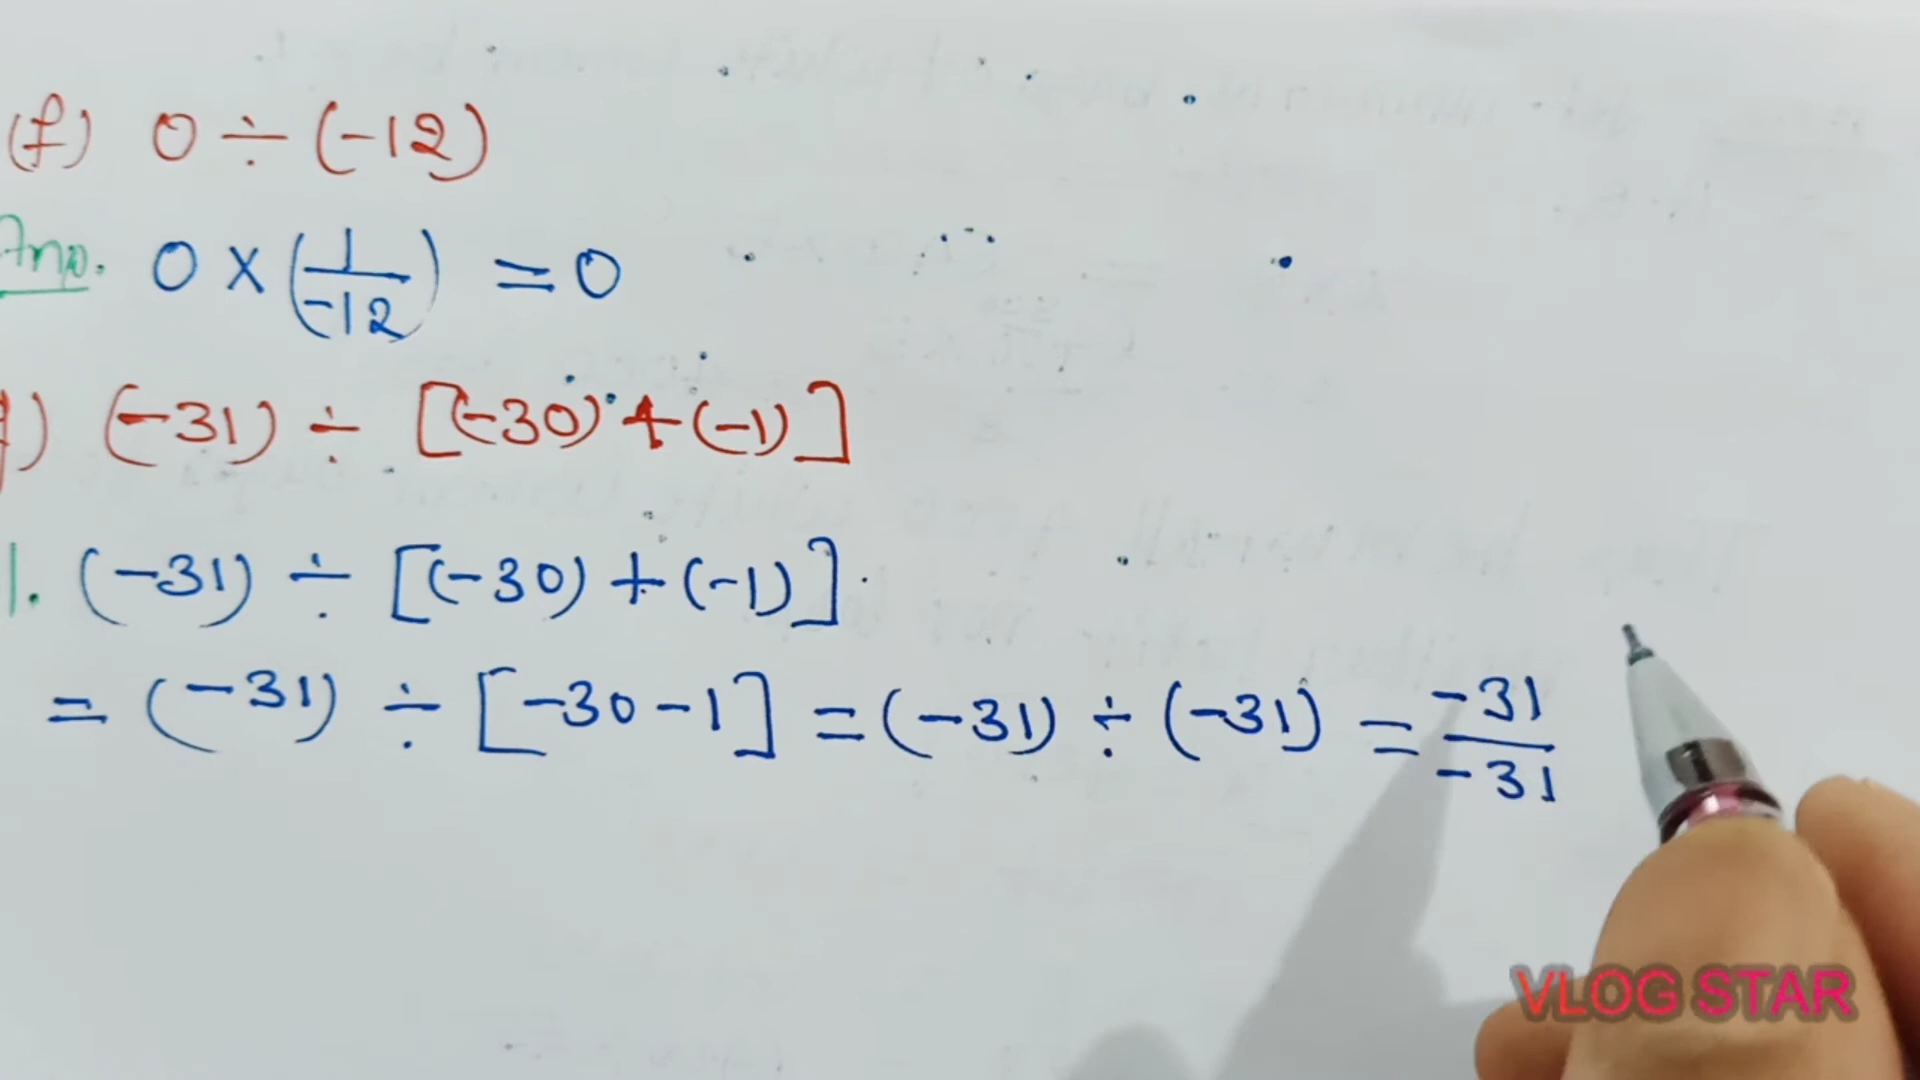 (f) 0 ÷ (-12)
Ans. 0 × (1/-12) = 0
) (-31) ÷ [(-30) + (-1)]
1. (-31) ÷ [(-30) + (-1)]
= (-31) ÷ [-30-1] = (-31) ÷ (-31) = -31/-31
VLOG STAR